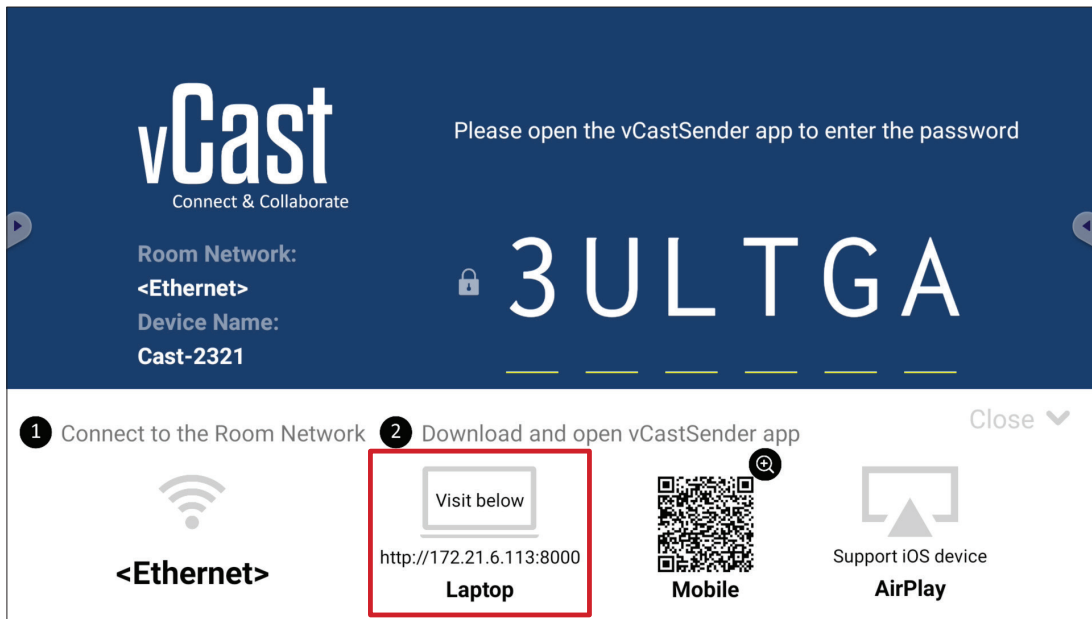 vCast
Connect & Collaborate
Please open the vCastSender app to enter the password
Room Network:
<Ethernet>
Device Name:
Cast-2321
3ULTGA
Close
1 Connect to the Room Network
2 Download and open vCastSender app
<Ethernet>
Visit below
http://172.21.6.113:8000
Laptop
Mobile
Support iOS device
AirPlay